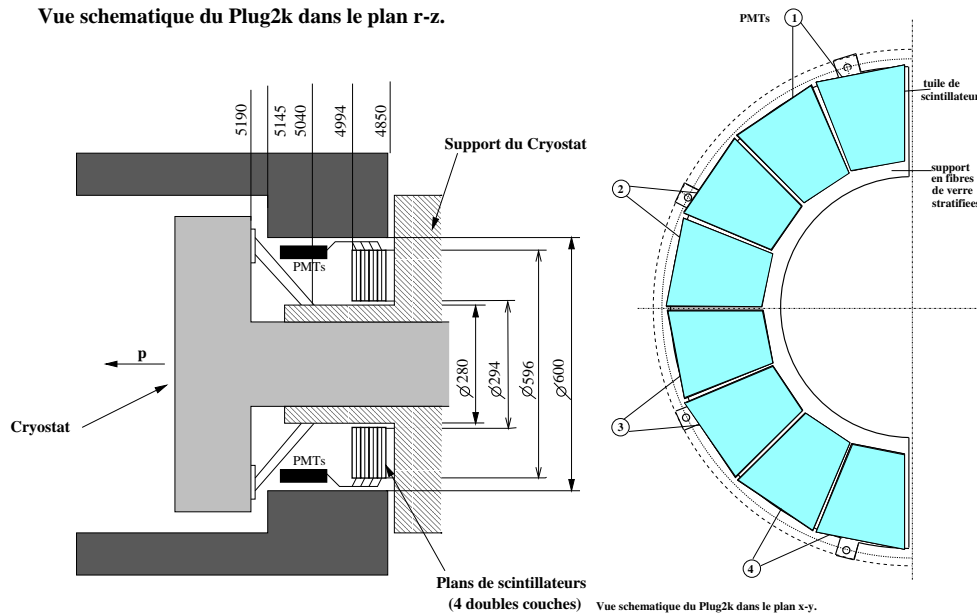 Vue schematique du Plug2k dans le plan r-z.
5190
5145
5040
4994
4850
Support du Cryostat
PMTs
p
Cryostat
Ø280
Ø294
Ø596
Ø600
PMTs
Plans de scintillateurs
(4 doubles couches)
PMTs
1
tuile de
scintillateur
support
en fibres
de verre
stratifiees
2
3
4
Vue schematique du Plug2k dans le plan x-y.